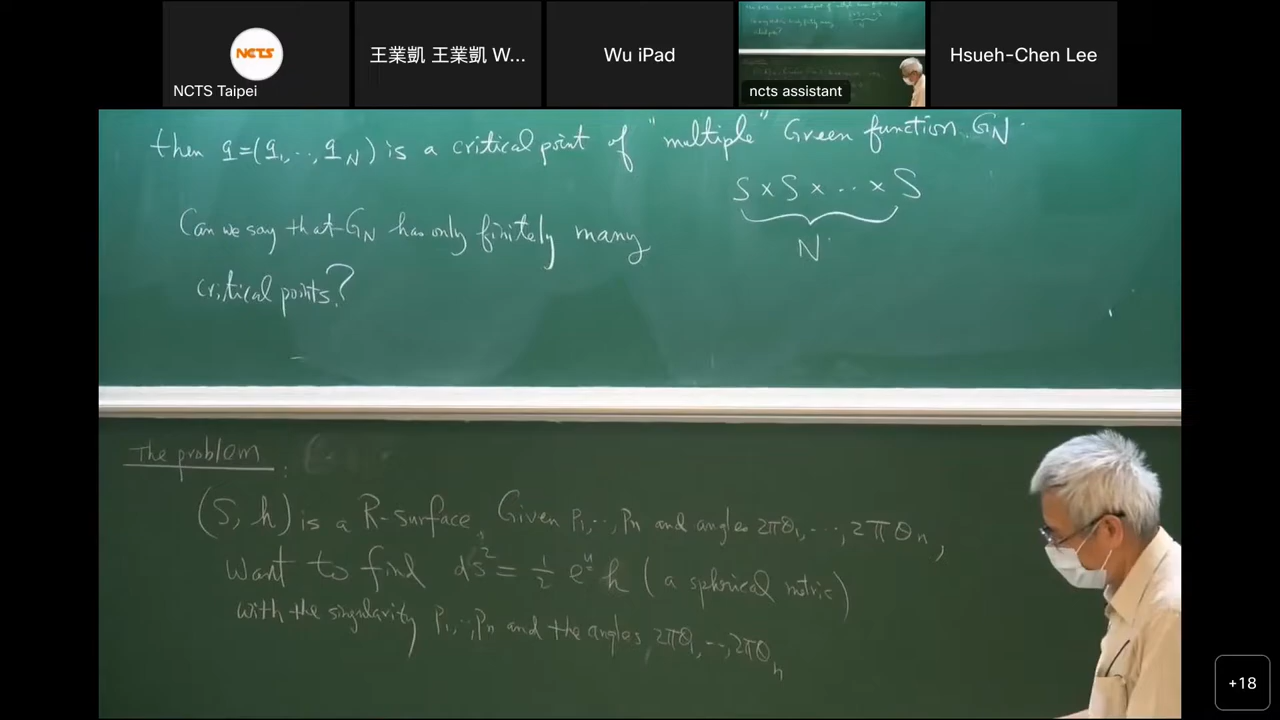 NCTS
NCTS Taipei
王業凱 王業凱 W...
Wu iPad
ncts assistant
Hsueh-Chen Lee
then q=(q1,..,qN) is a critical point of "multiple" Green function GN.
S x S x ... x S
N
Can we say that GN has only finitely many
critical points?
The problem:
(S, h) is a R-surface. Given P1,..,Pn and angles 2πθ1,...,2πθn,
Want to find ds² = 1/2 e^u h (a spherical metric)
with the singularity P1,..,Pn and the angles 2πθ1,..,2πθn
+18